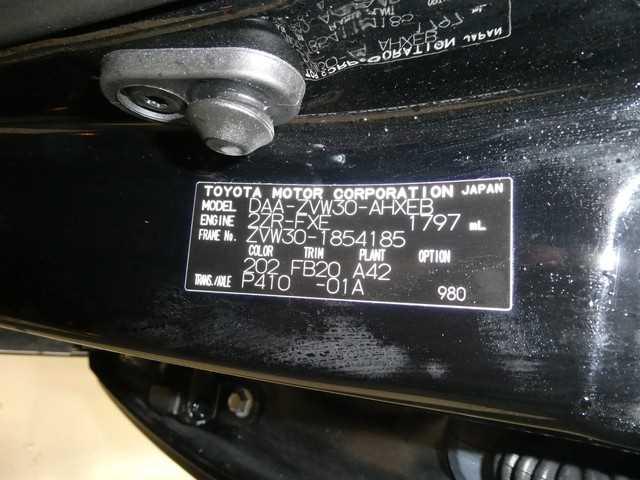 TOYOTA MOTOR CORPORATION JAPAN
MODEL DAA-ZVW30-AHXEB
ENGINE 2ZR-FXE 1797 mL
FRAME No. ZVW30-1854185
COLOR TRIM PLANT OPTION
202 FB20 A42
TRANS./AXLE P410 -01A 980